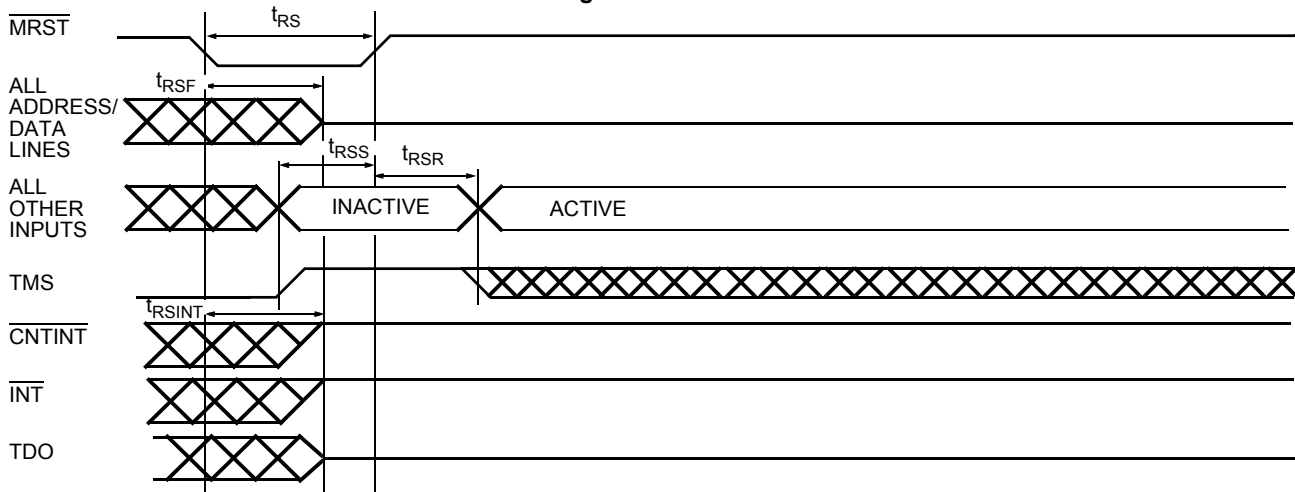 g
MRST
tRS
ALL
ADDRESS/
DATA
LINES
tRSF
tRSS
tRSR
ALL
OTHER
INPUTS
INACTIVE
ACTIVE
TMS
tRSINT
CNTINT
INT
TDO